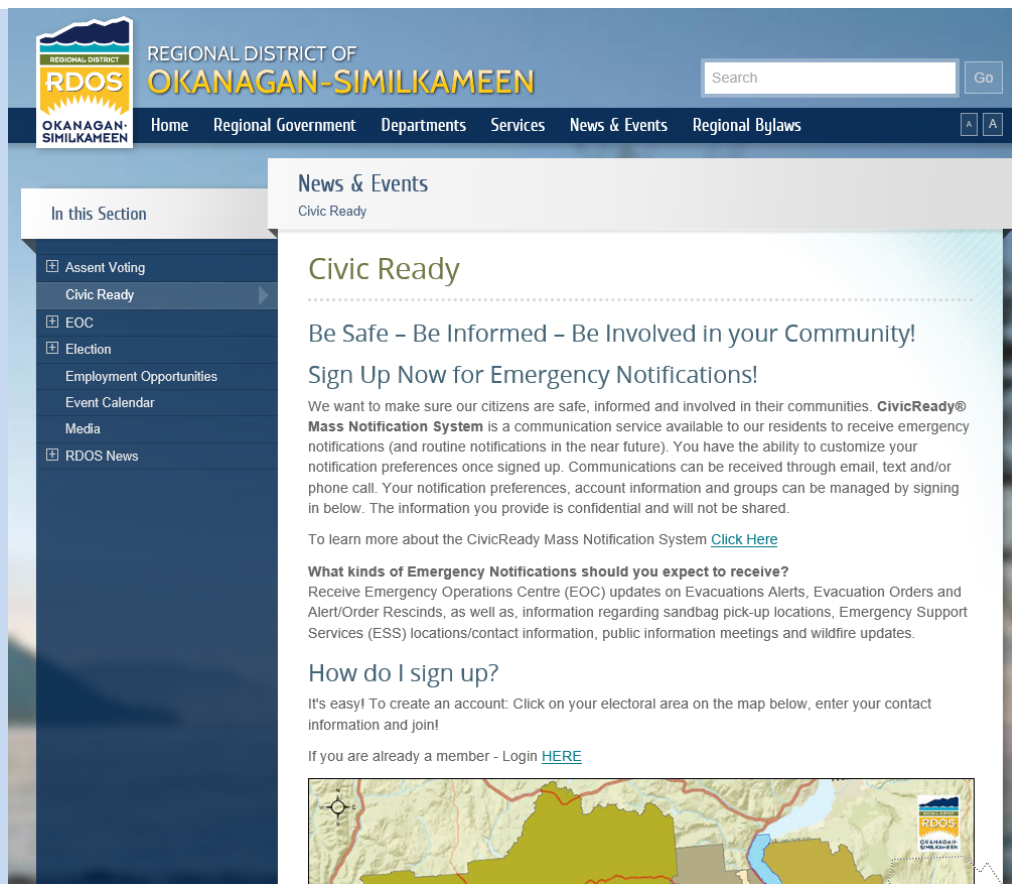 REGIONAL DISTRICT
RDOS
OKANAGAN-
SIMILKAMEEN
REGIONAL DISTRICT OF
OKANAGAN-SIMILKAMEEN
Search
Go
Home
Regional Government
Departments
Services
News & Events
Regional Bylaws
A
A
In this Section
Assent Voting
Civic Ready
EOC
Election
Employment Opportunities
Event Calendar
Media
RDOS News
News & Events
Civic Ready
Civic Ready
Be Safe – Be Informed – Be Involved in your Community!
Sign Up Now for Emergency Notifications!
We want to make sure our citizens are safe, informed and involved in their communities. CivicReady®
Mass Notification System is a communication service available to our residents to receive emergency
notifications (and routine notifications in the near future). You have the ability to customize your
notification preferences once signed up. Communications can be received through email, text and/or
phone call. Your notification preferences, account information and groups can be managed by signing
in below. The information you provide is confidential and will not be shared.
To learn more about the CivicReady Mass Notification System Click Here
What kinds of Emergency Notifications should you expect to receive?
Receive Emergency Operations Centre (EOC) updates on Evacuations Alerts, Evacuation Orders and
Alert/Order Rescinds, as well as, information regarding sandbag pick-up locations, Emergency Support
Services (ESS) locations/contact information, public information meetings and wildfire updates.
How do I sign up?
It's easy! To create an account: Click on your electoral area on the map below, enter your contact
information and join!
If you are already a member - Login HERE
RDOS
OKANAGAN-
SIMILKAMEEN